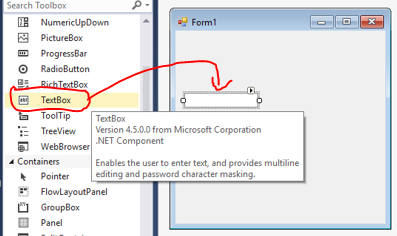 Search Toolbox
NumericUpDown
PictureBox
ProgressBar
RadioButton
RichTextBox
TextBox
ToolTip
TreeView
WebBrowser
Containers
Pointer
FlowLayoutPanel
GroupBox
Panel
Form1
TextBox
Version 4.5.0.0 from Microsoft Corporation
.NET Component
Enables the user to enter text, and provides multiline
editing and password character masking.